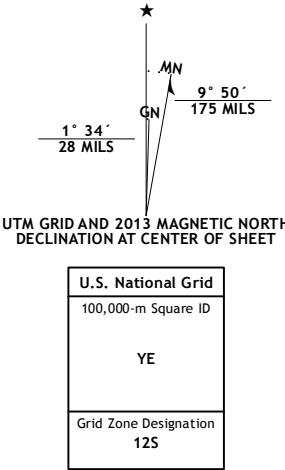 ★
MN
GN
9° 50´
175 MILS
1° 34´
28 MILS
UTM GRID AND 2013 MAGNETIC NORTH
DECLINATION AT CENTER OF SHEET
U.S. National Grid
100,000-m Square ID
YE
Grid Zone Designation
12S